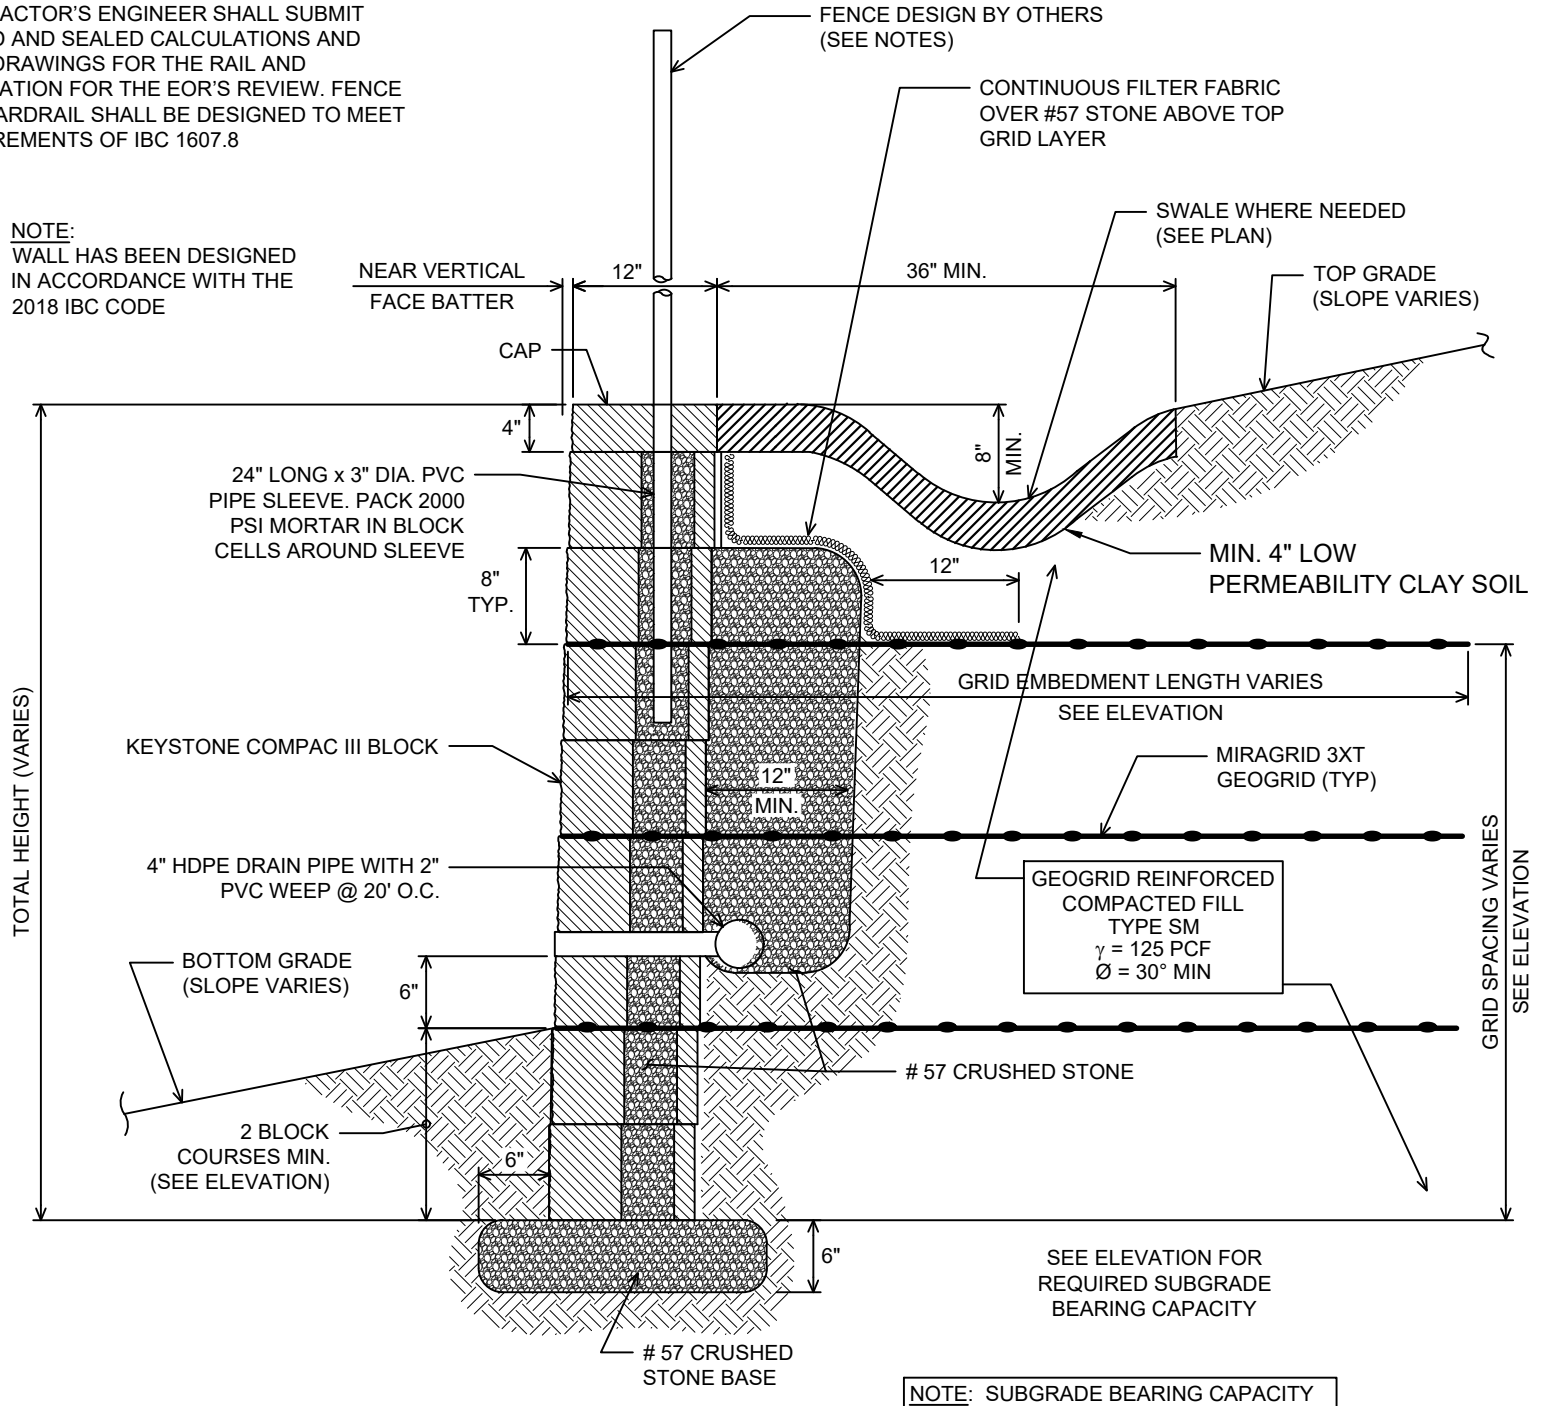 ACTOR'S ENGINEER SHALL SUBMIT
AND SEALED CALCULATIONS AND
DRAWINGS FOR THE RAIL AND
ATION FOR THE EOR'S REVIEW. FENCE
ARDRAIL SHALL BE DESIGNED TO MEET
REMENTS OF IBC 1607.8
FENCE DESIGN BY OTHERS
(SEE NOTES)
CONTINUOUS FILTER FABRIC
OVER #57 STONE ABOVE TOP
GRID LAYER
NOTE:
WALL HAS BEEN DESIGNED
IN ACCORDANCE WITH THE
2018 IBC CODE
NEAR VERTICAL
FACE BATTER
12"
36" MIN.
SWALE WHERE NEEDED
(SEE PLAN)
TOP GRADE
(SLOPE VARIES)
CAP
4"
8"
MIN.
24" LONG x 3" DIA. PVC
PIPE SLEEVE. PACK 2000
PSI MORTAR IN BLOCK
CELLS AROUND SLEEVE
8"
TYP.
12"
MIN. 4" LOW
PERMEABILITY CLAY SOIL
GRID EMBEDMENT LENGTH VARIES
SEE ELEVATION
TOTAL HEIGHT (VARIES)
KEYSTONE COMPAC III BLOCK
12"
MIN.
MIRAGRID 3XT
GEOGRID (TYP)
4" HDPE DRAIN PIPE WITH 2"
PVC WEEP @ 20' O.C.
GEOGRID REINFORCED
COMPACTED FILL
TYPE SM
γ = 125 PCF
Ø = 30° MIN
GRID SPACING VARIES
SEE ELEVATION
BOTTOM GRADE
(SLOPE VARIES)
6"
# 57 CRUSHED STONE
2 BLOCK
COURSES MIN.
(SEE ELEVATION)
6"
6"
SEE ELEVATION FOR
REQUIRED SUBGRADE
BEARING CAPACITY
# 57 CRUSHED
STONE BASE
NOTE: SUBGRADE BEARING CAPACITY